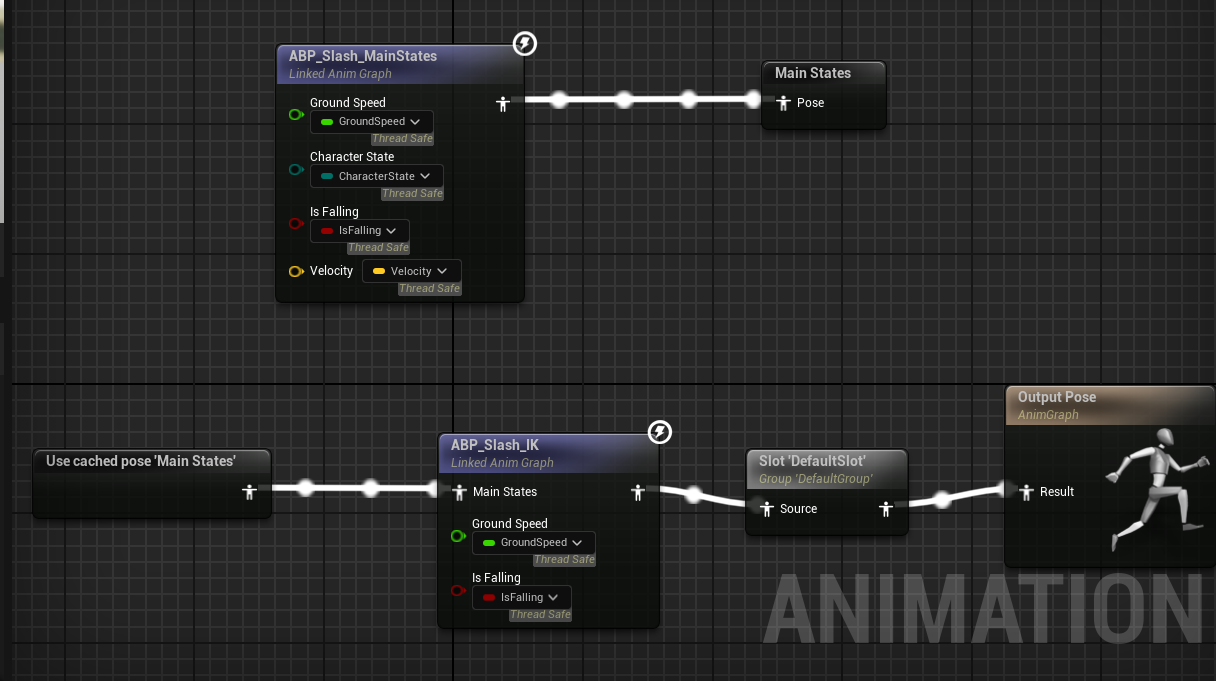 ABP_Slash_MainStates
Linked Anim Graph
Ground Speed
GroundSpeed
Thread Safe
Character State
CharacterState
Thread Safe
Is Falling
IsFalling
Thread Safe
Velocity Velocity
Thread Safe
Main States
Pose
Use cached pose 'Main States'
ABP_Slash_IK
Linked Anim Graph
Main States
Ground Speed
GroundSpeed
Thread Safe
Is Falling
IsFalling
Thread Safe
Slot 'DefaultSlot'
Group 'DefaultGroup'
Source
Output Pose
AnimGraph
Result
ANIMATION